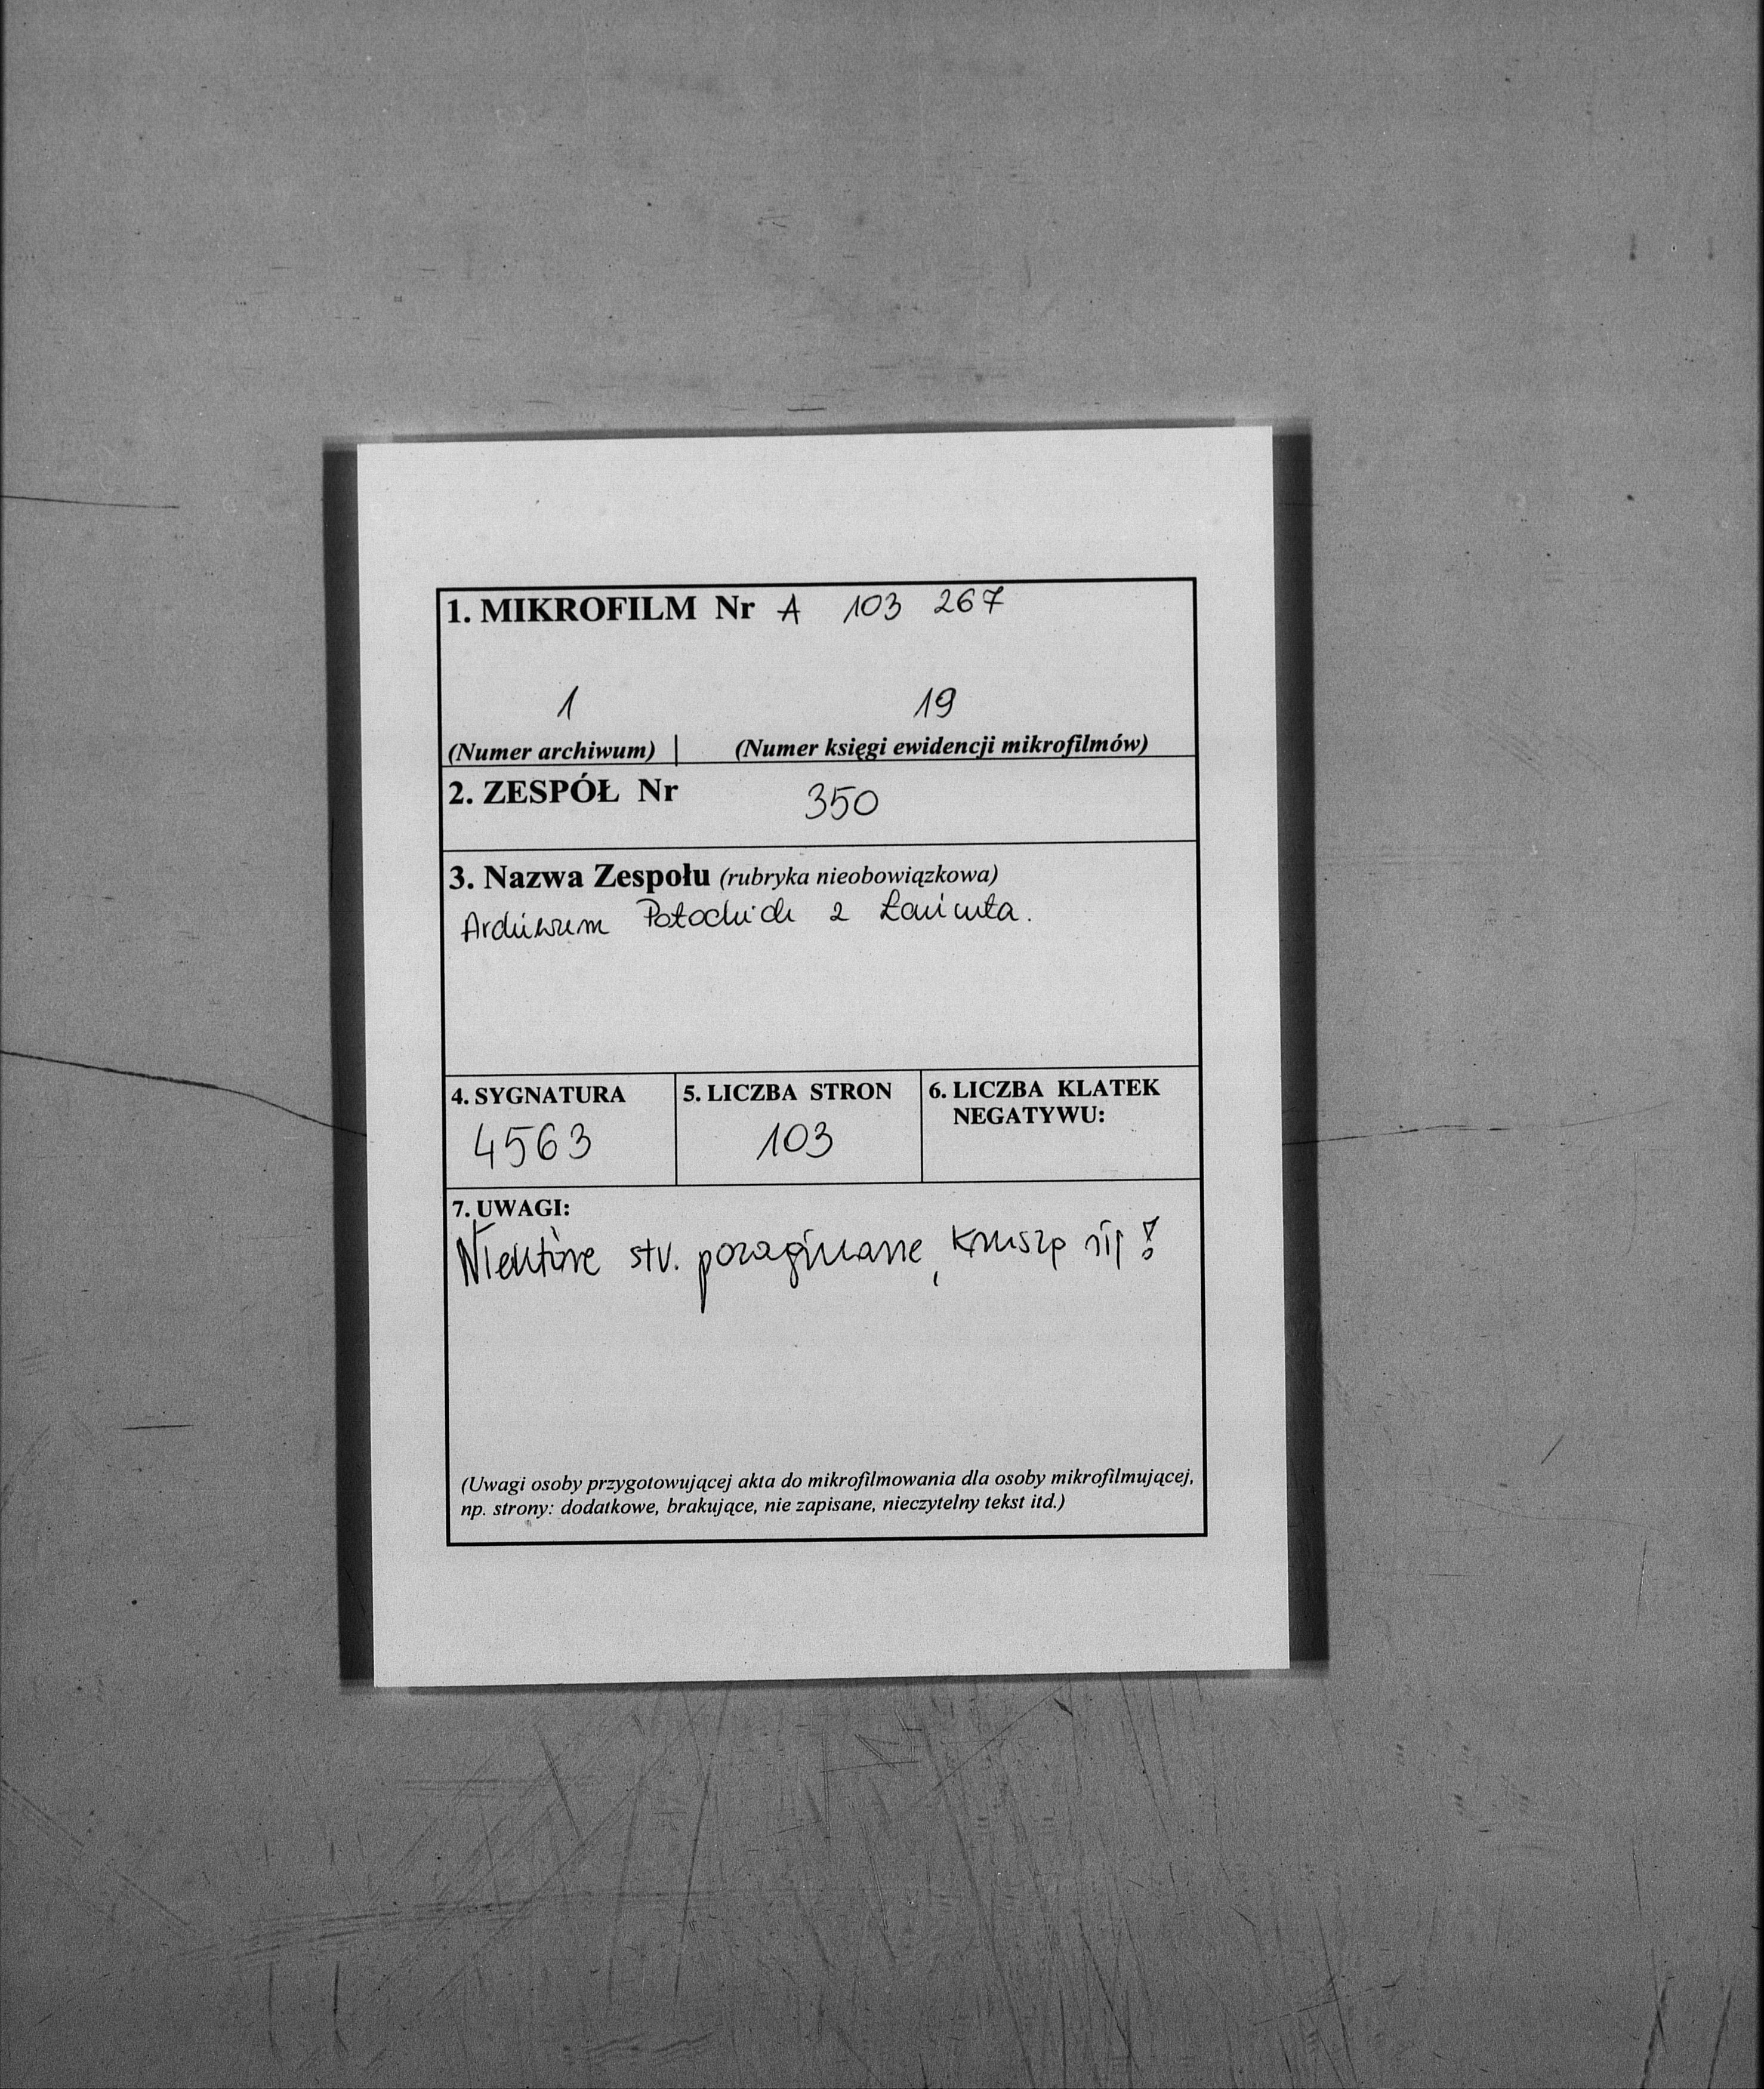 1. MIKROFILM Nr A 103 267
1 19
(Numer archiwum) | (Numer księgi ewidencji mikrofilmów)
2. ZESPÓŁ Nr 350
3. Nazwa Zespołu (rubryka nieobowiązkowa)
Archiwum Potockich z Łańcuta.
4. SYGNATURA 5. LICZBA STRON 6. LICZBA KLATEK
NEGATYWU:
4563 103
7. UWAGI:
Niektóre str. pozaginane, kruszą się!
(Uwagi osoby przygotowującej akta do mikrofilmowania dla osoby mikrofilmującej,
np. strony: dodatkowe, brakujące, nie zapisane, nieczytelny tekst itd.)